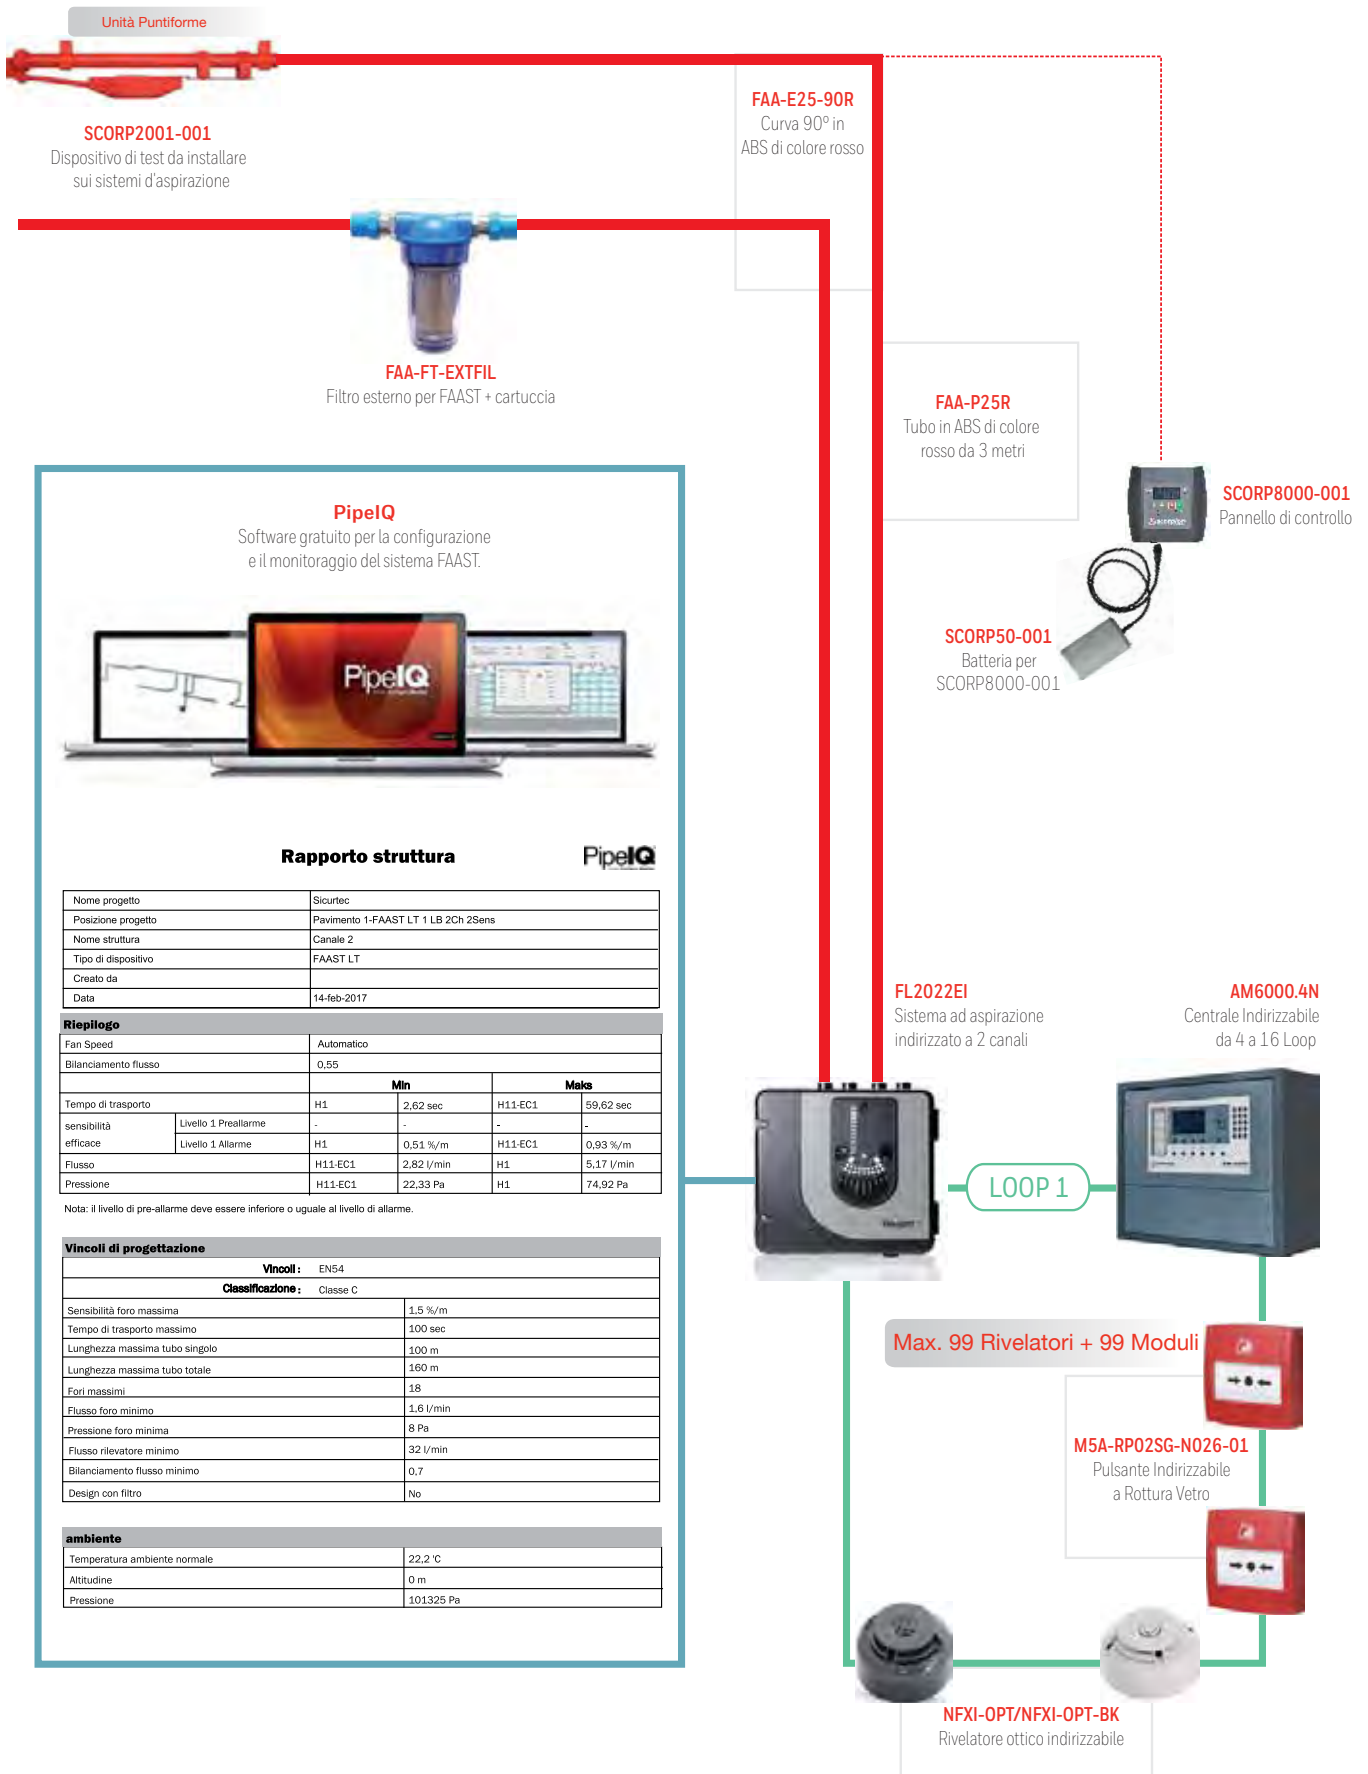 Unità Puntiforme
SCORP2001-001
Dispositivo di test da installare
sui sistemi d'aspirazione
FAA-E25-90R
Curva 90° in
ABS di colore rosso
FAA-FT-EXTFIL
Filtro esterno per FAAST + cartuccia
FAA-P25R
Tubo in ABS di colore
rosso da 3 metri
SCORP8000-001
Pannello di controllo
SCORP50-001
Batteria per
SCORP8000-001
PipeIQ
Software gratuito per la configurazione
e il monitoraggio del sistema FAAST.
PipeIQ
Rapporto struttura
PipeIQ
Nome progetto Sicurtec
Posizione progetto Pavimento 1-FAAST LT 1 LB 2Ch 2Sens
Nome struttura Canale 2
Tipo di dispositivo FAAST LT
Creato da
Data 14-feb-2017
Riepilogo
Fan Speed Automatico
Bilanciamento flusso 0,55
Min Maks
Tempo di trasporto H1 2,62 sec H11-EC1 59,62 sec
sensibilità
efficace
Livello 1 Preallarme - - - -
Livello 1 Allarme H1 0,51 %/m H11-EC1 0,93 %/m
Flusso H11-EC1 2,82 l/min H1 5,17 l/min
Pressione H11-EC1 22,33 Pa H1 74,92 Pa
Nota: il livello di pre-allarme deve essere inferiore o uguale al livello di allarme.
Vincoli di progettazione
Vincoli : EN54
Classificazione : Classe C
Sensibilità foro massima 1,5 %/m
Tempo di trasporto massimo 100 sec
Lunghezza massima tubo singolo 100 m
Lunghezza massima tubo totale 160 m
Fori massimi 18
Flusso foro minimo 1,6 l/min
Pressione foro minima 8 Pa
Flusso rilevatore minimo 32 l/min
Bilanciamento flusso minimo 0,7
Design con filtro No
ambiente
Temperatura ambiente normale 22,2 'C
Altitudine 0 m
Pressione 101325 Pa
FL2022EI
Sistema ad aspirazione
indirizzato a 2 canali
AM6000.4N
Centrale Indirizzabile
da 4 a 16 Loop
LOOP 1
Max. 99 Rivelatori + 99 Moduli
M5A-RP02SG-N026-01
Pulsante Indirizzabile
a Rottura Vetro
NFXI-OPT/NFXI-OPT-BK
Rivelatore ottico indirizzabile